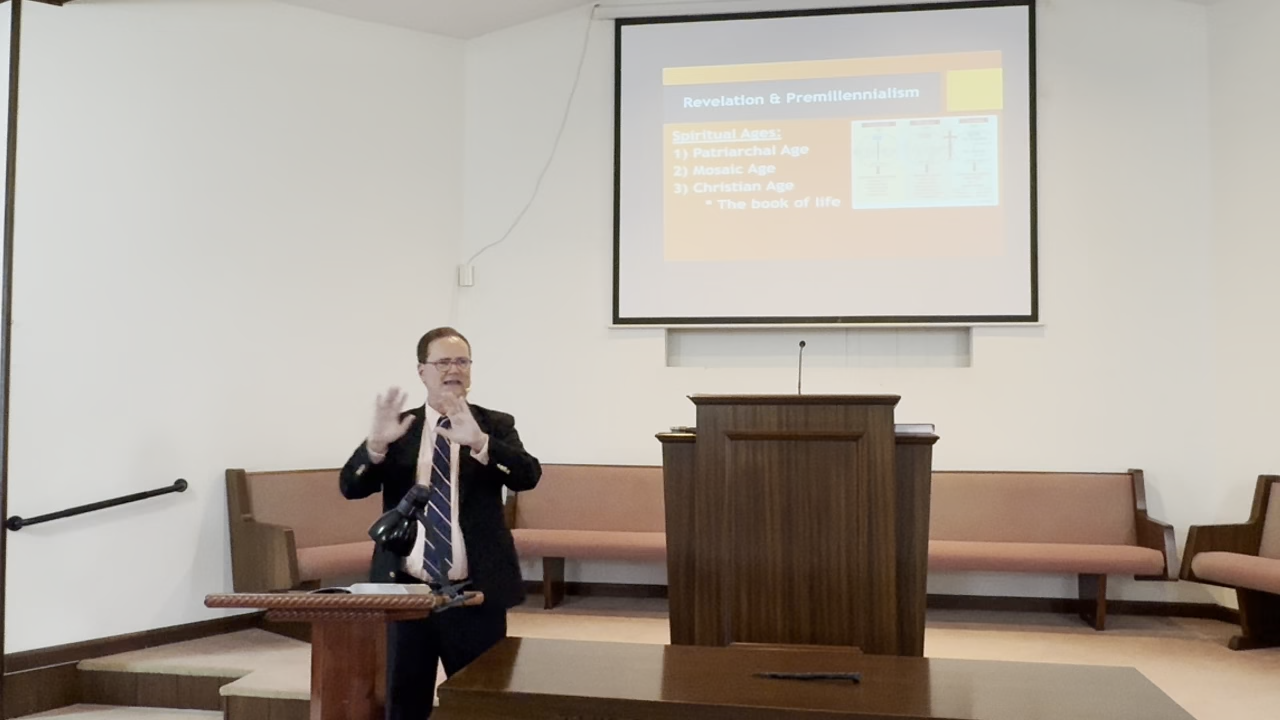 Revelation & Premillennialism
Spiritual Ages:
1) Patriarchal Age
2) Mosaic Age
3) Christian Age
* The book of life